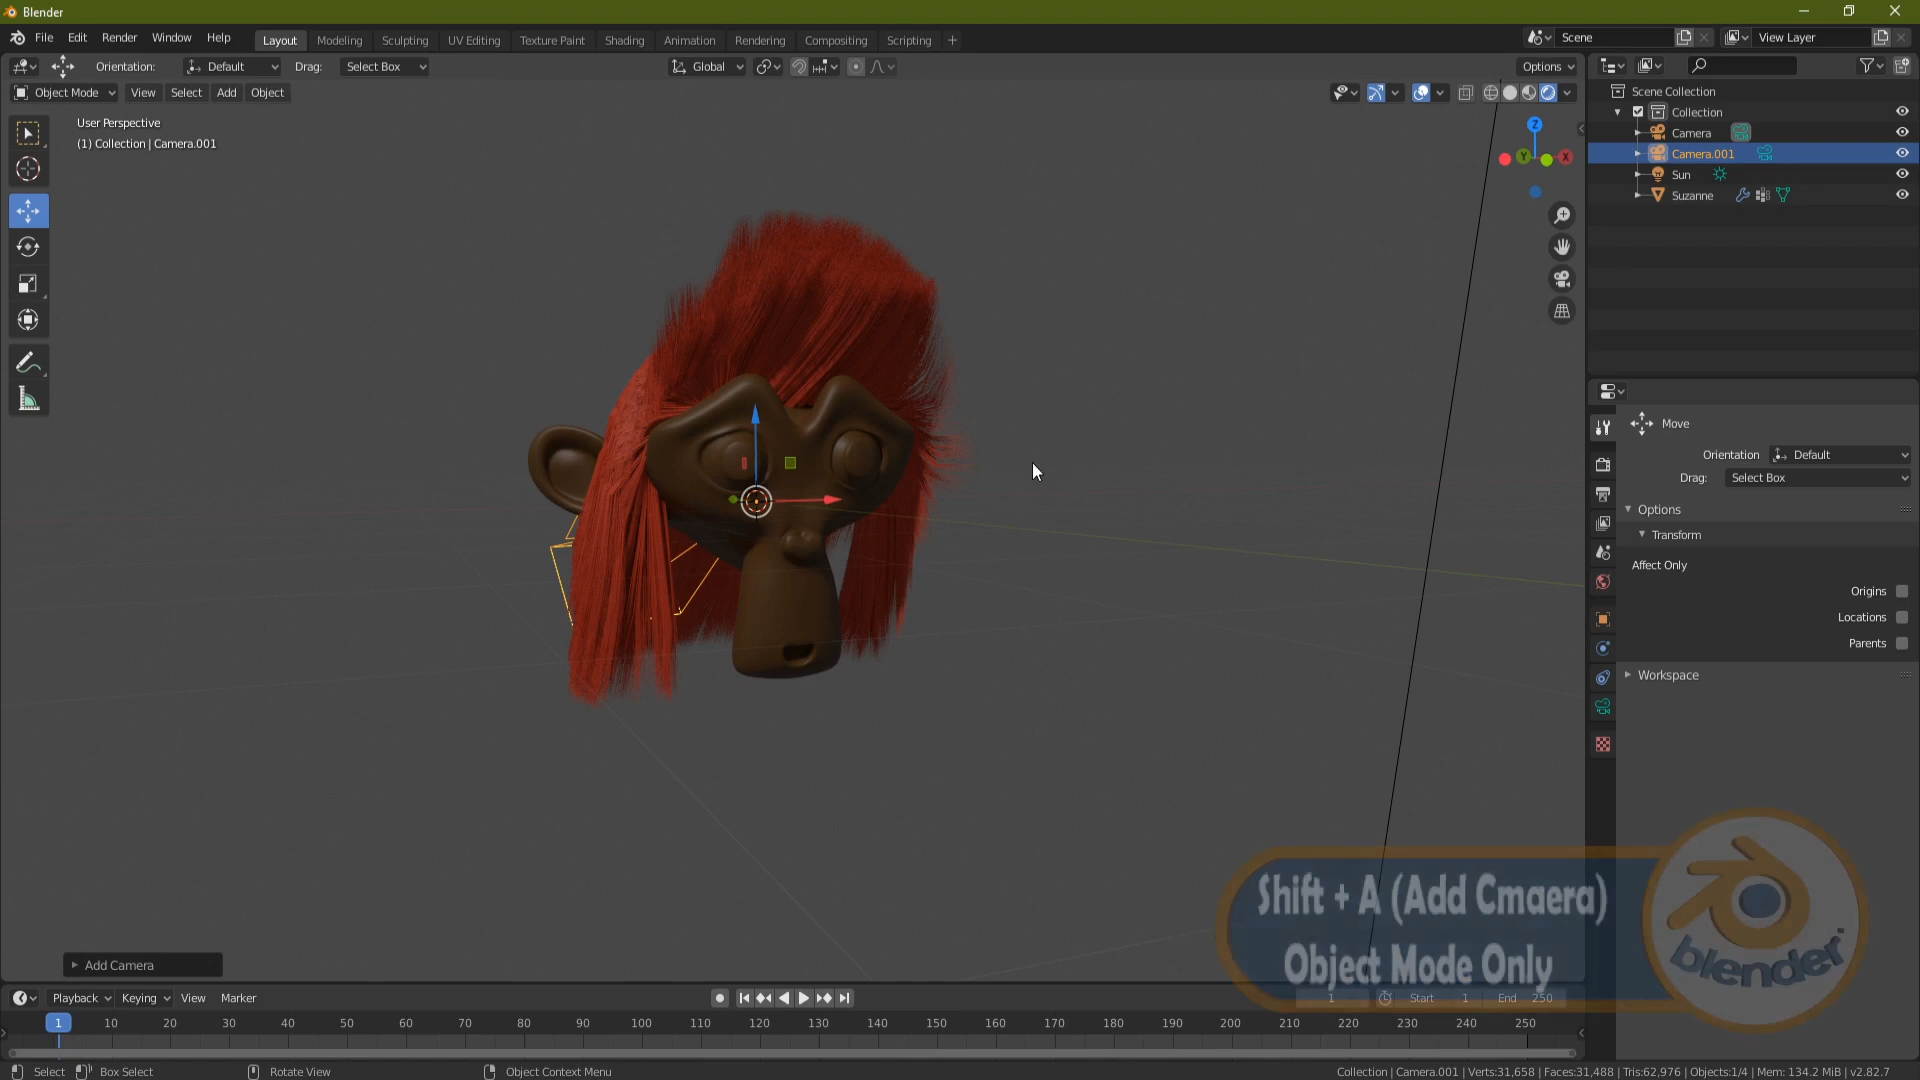 Blender
File Edit Render Window Help Layout Modeling Sculpting UV Editing Texture Paint Shading Animation Rendering Compositing Scripting + Scene View Layer
Orientation: Default Drag: Select Box Global Options
Object Mode View Select Add Object
User Perspective
(1) Collection | Camera.001
Z
Y X
Scene Collection
Collection
Camera
Camera.001
Sun
Suzanne
Move
Orientation Default
Drag: Select Box
Options
Transform
Affect Only
Origins
Locations
Parents
Workspace
Shift + A (Add Cmaera)
Object Mode Only
blender
Add Camera
Playback Keying View Marker 1 Start 1 End 250
1 10 20 30 40 50 60 70 80 90 100 110 120 130 140 150 160 170 180 190 200 210 220 230 240 250
Select Box Select Rotate View Object Context Menu Collection | Camera.001 | Verts:31,658 | Faces:31,488 | Tris:62,976 | Objects:1/4 | Mem: 134.2 MiB | v2.82.7